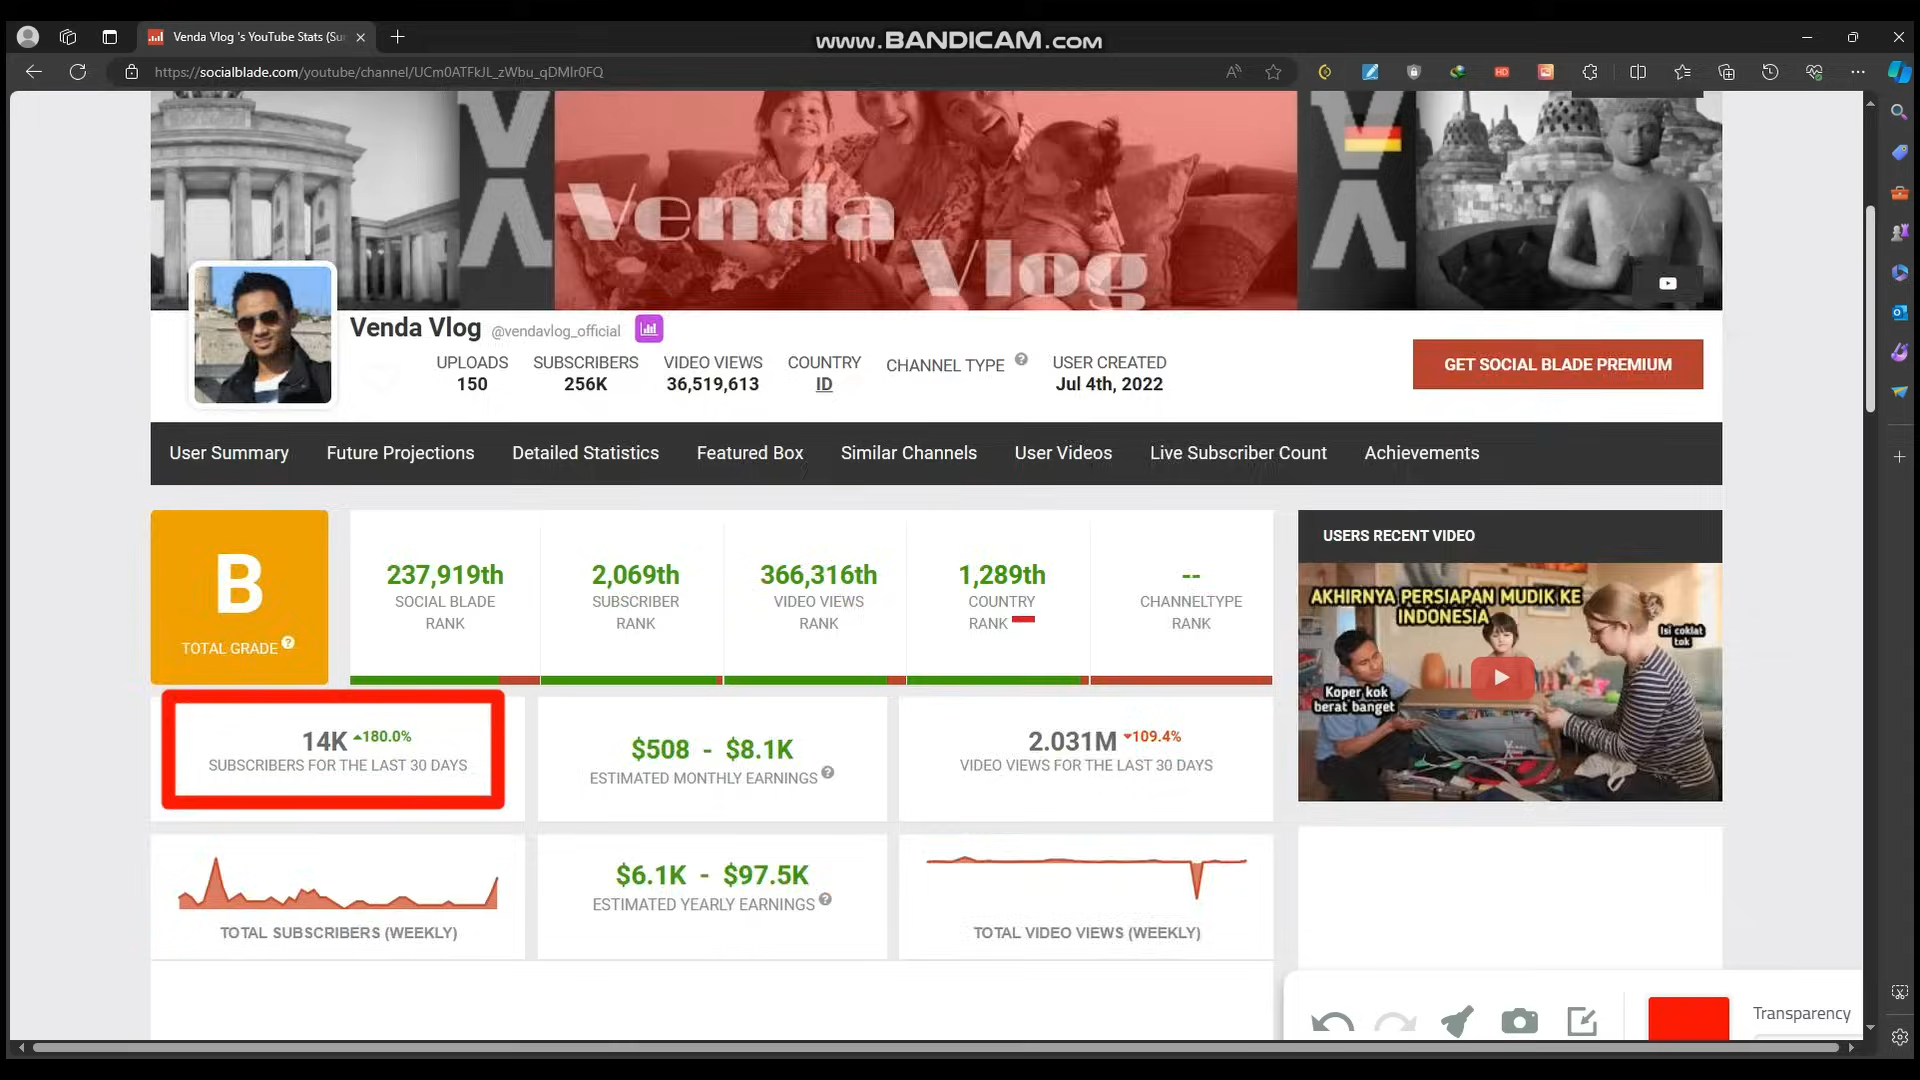 Venda Vlog 's YouTube Stats (Su
www.BANDICAM.com
https://socialblade.com/youtube/channel/UCm0ATFkJL_zWbu_qDMIr0FQ
HD
Venda
Vlog
Venda Vlog @vendavlog_official
UPLOADS SUBSCRIBERS VIDEO VIEWS COUNTRY CHANNEL TYPE USER CREATED
150 256K 36,519,613 ID Jul 4th, 2022
GET SOCIAL BLADE PREMIUM
User Summary Future Projections Detailed Statistics Featured Box Similar Channels User Videos Live Subscriber Count Achievements
B
TOTAL GRADE
237,919th 2,069th 366,316th 1,289th --
SOCIAL BLADE SUBSCRIBER VIDEO VIEWS COUNTRY CHANNELTYPE
RANK RANK RANK RANK RANK
USERS RECENT VIDEO
AKHIRNYA PERSIAPAN MUDIK KE
INDONESIA
Isi coklat
tok
Koper kok
berat banget
14K 180.0%
SUBSCRIBERS FOR THE LAST 30 DAYS
$508 - $8.1K
ESTIMATED MONTHLY EARNINGS
2.031M 109.4%
VIDEO VIEWS FOR THE LAST 30 DAYS
TOTAL SUBSCRIBERS (WEEKLY)
$6.1K - $97.5K
ESTIMATED YEARLY EARNINGS
TOTAL VIDEO VIEWS (WEEKLY)
Transparency